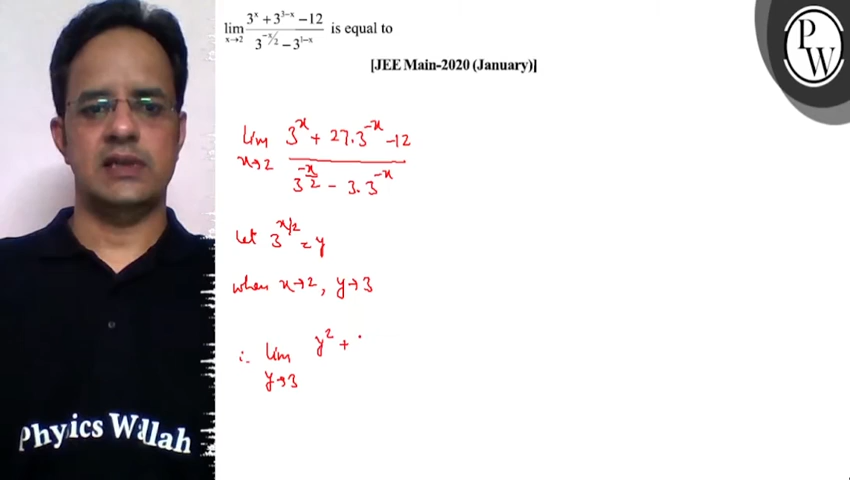 lim x→2 (3^x + 3^(3-x) - 12) / (3^(-x/2) - 3^(1-x)) is equal to
[JEE Main-2020 (January)]
lim x→2 (3^x + 27.3^(-x) - 12) / (3^(-x/2) - 3.3^(-x))
let 3^(x/2) = y
when x→2, y→3
∴ lim y→3 y^2 +
Physics Wallah
P
W